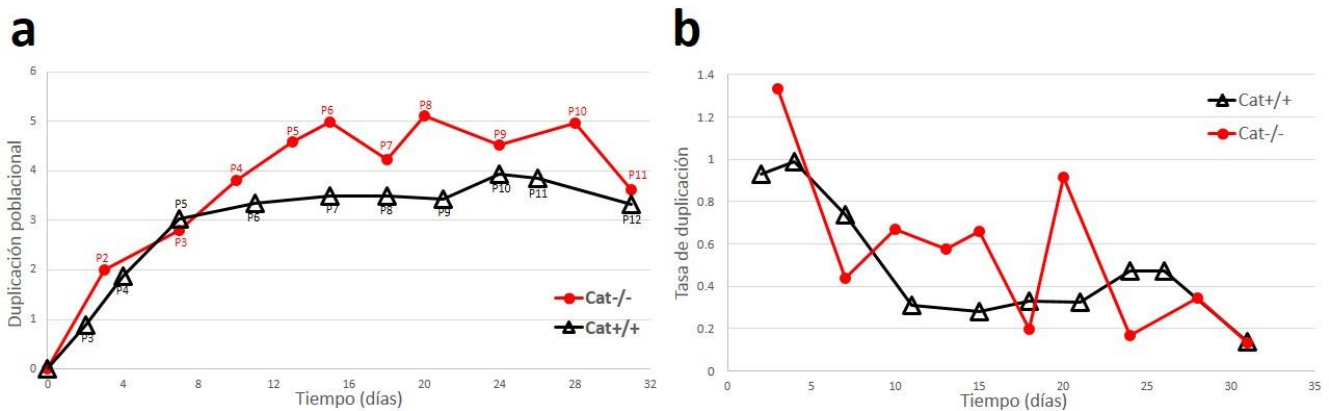 a
Duplicación poblacional
6
5
4
3
2
1
0
P2
P3
P4
P5
P6
P7
P8
P9
P10
P11
P3
P4
P5
P6
P7
P8
P9
P10
P11
P12
Cat-/-
Cat+/+
0 4 8 12 16 20 24 28 32
Tiempo (días)
b
Tasa de duplicación
1.4
1.2
1
0.8
0.6
0.4
0.2
0
Cat+/+
Cat-/-
0 5 10 15 20 25 30 35
Tiempo (días)